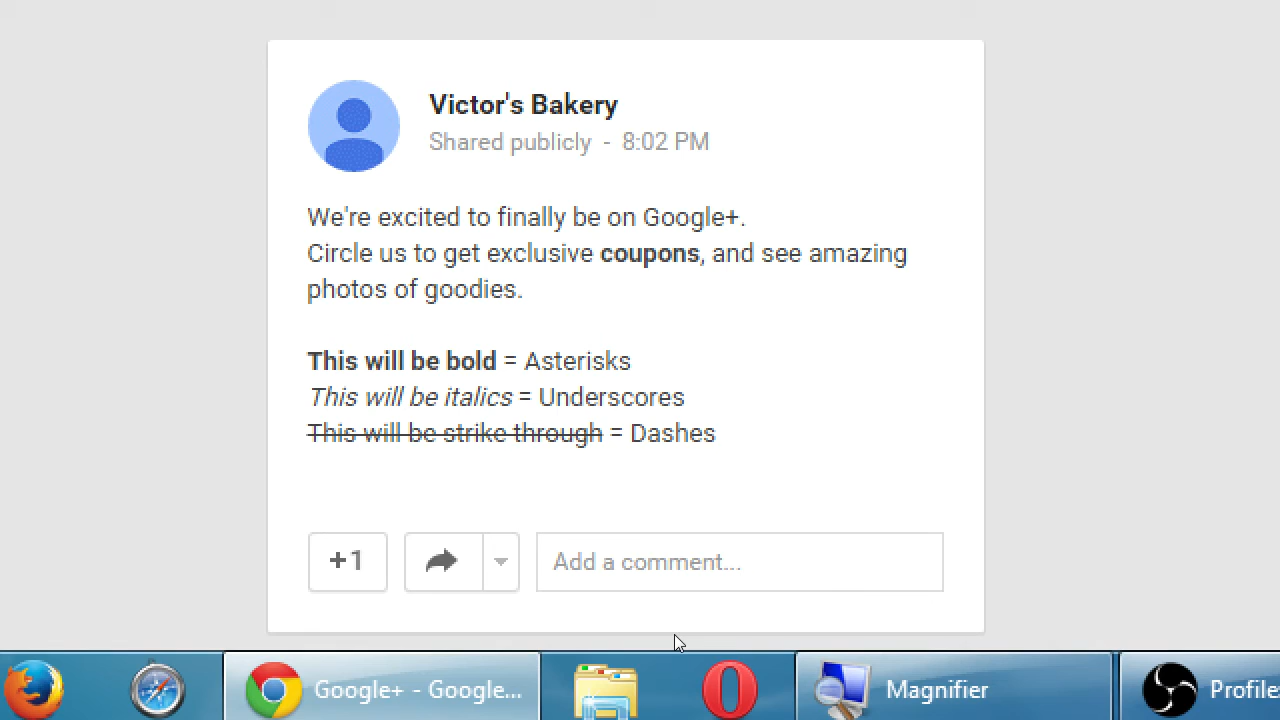 Victor's Bakery
Shared publicly - 8:02 PM
We're excited to finally be on Google+.
Circle us to get exclusive coupons, and see amazing
photos of goodies.
This will be bold = Asterisks
This will be italics = Underscores
This will be strike through = Dashes
+1
Add a comment...
Google+ - Google...
Magnifier
Profile